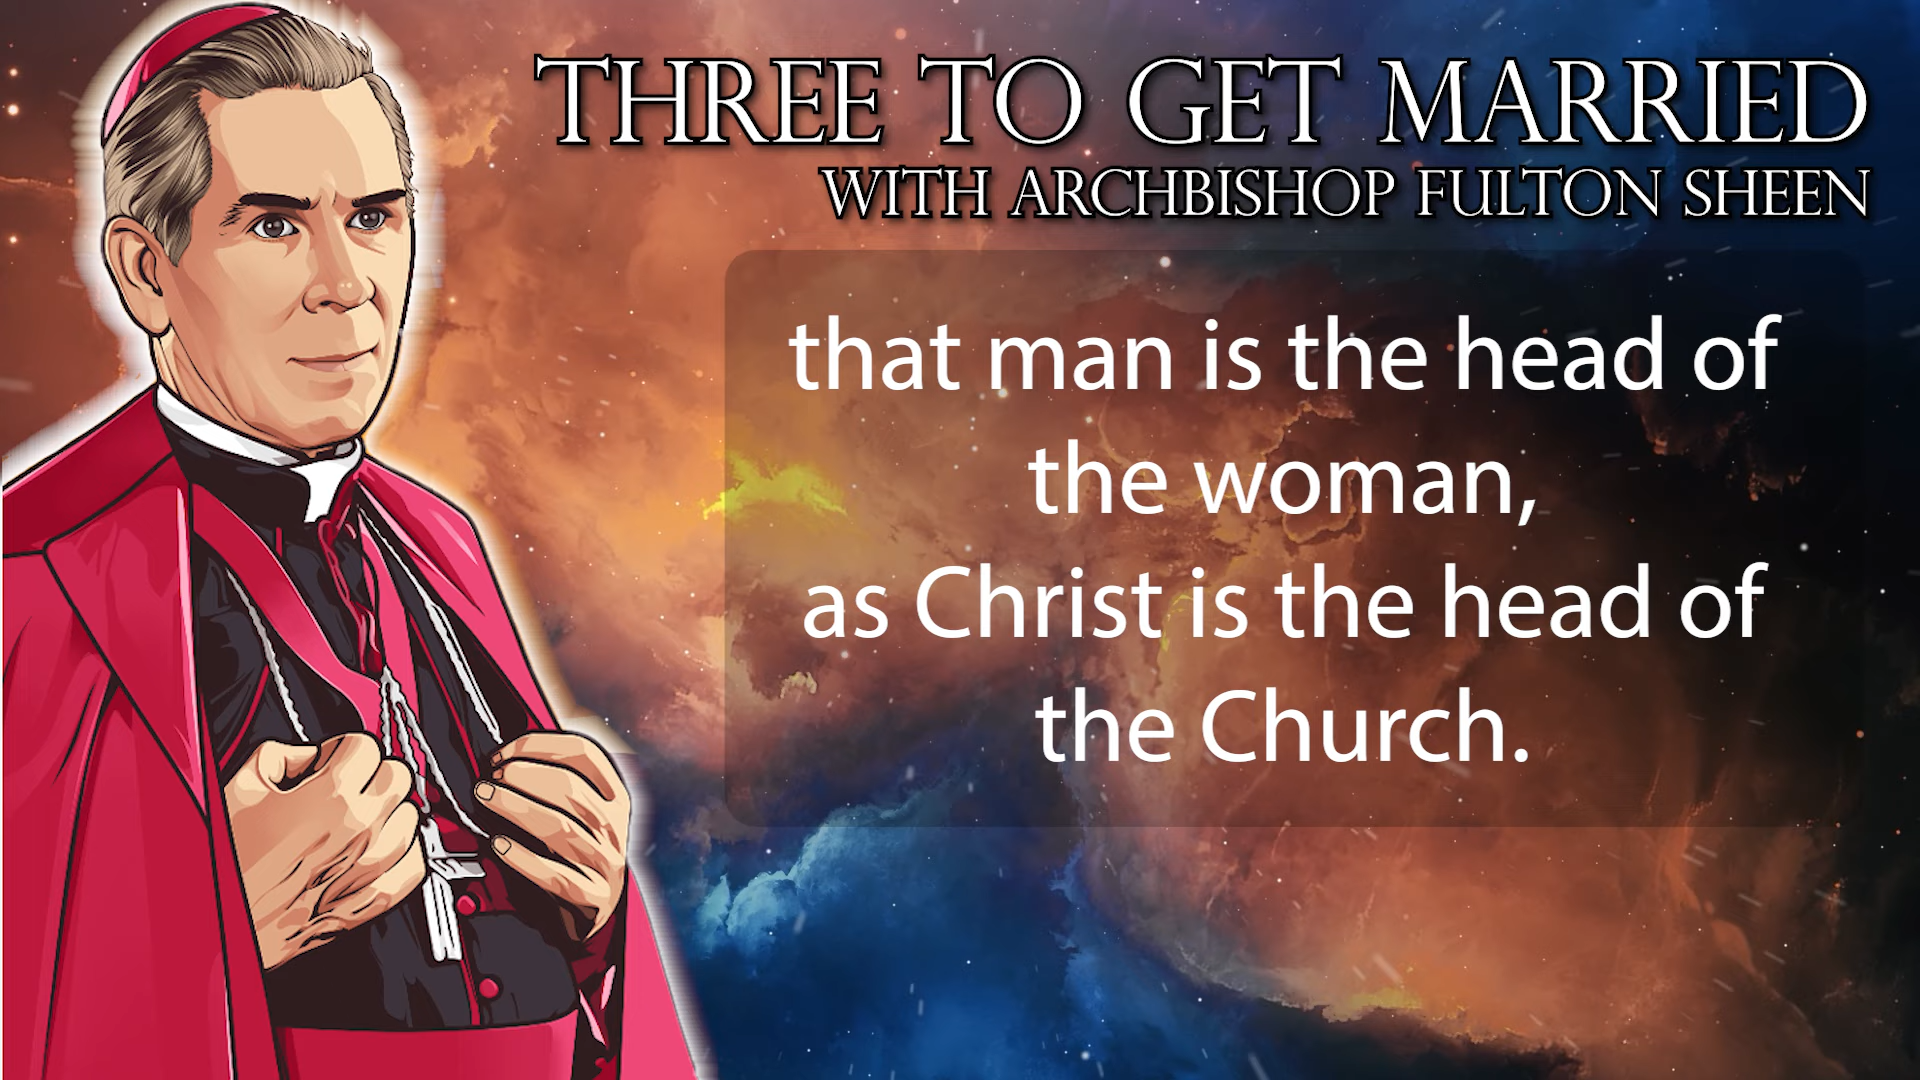 THREE TO GET MARRIED
WITH ARCHBISHOP FULTON SHEEN
that man is the head of
the woman,
as Christ is the head of
the Church.